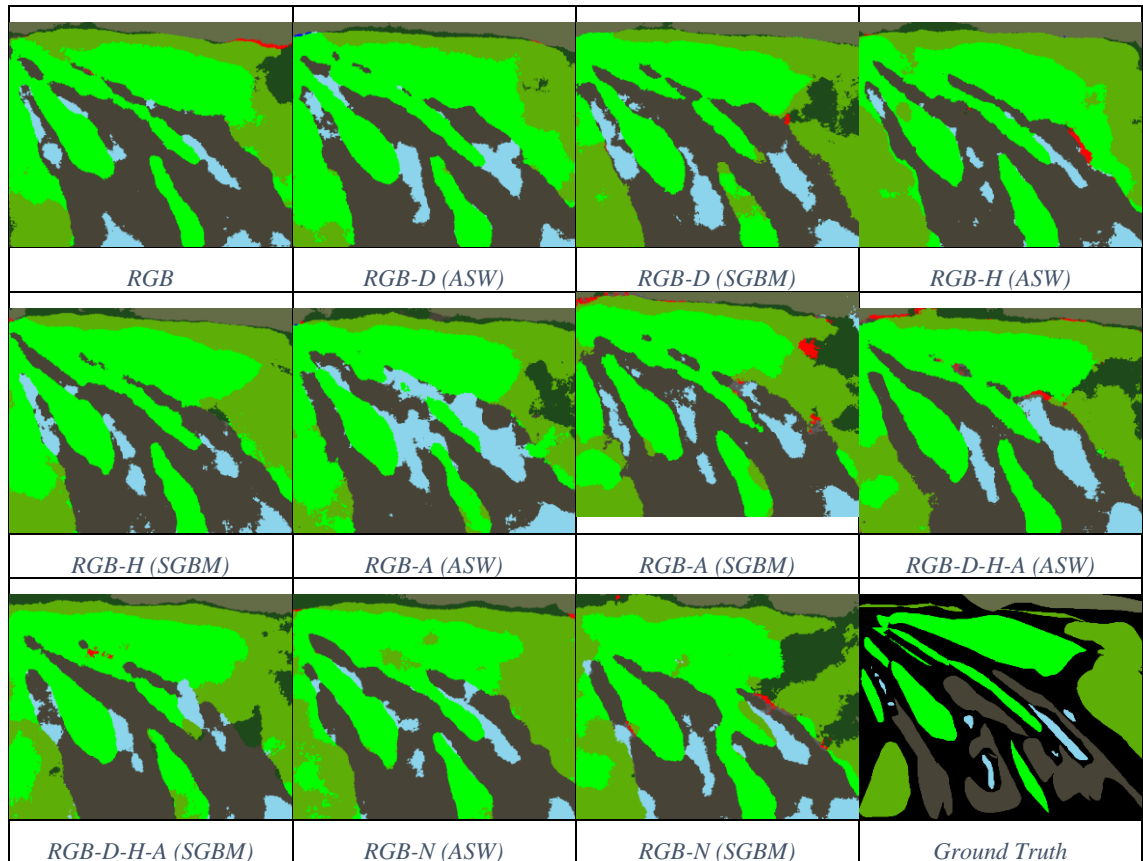 RGB
RGB-D (ASW)
RGB-D (SGBM)
RGB-H (ASW)
RGB-H (SGBM)
RGB-A (ASW)
RGB-A (SGBM)
RGB-D-H-A (ASW)
RGB-D-H-A (SGBM)
RGB-N (ASW)
RGB-N (SGBM)
Ground Truth